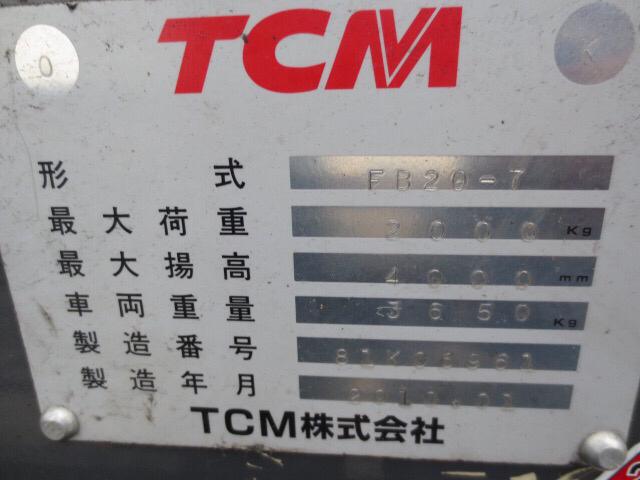 O K
TCM
形式 FB20-7
最大荷重 2000 Kg
最大揚高 4000 mm
車両重量 3650 Kg
製造番号
製造年月
TCM株式会社